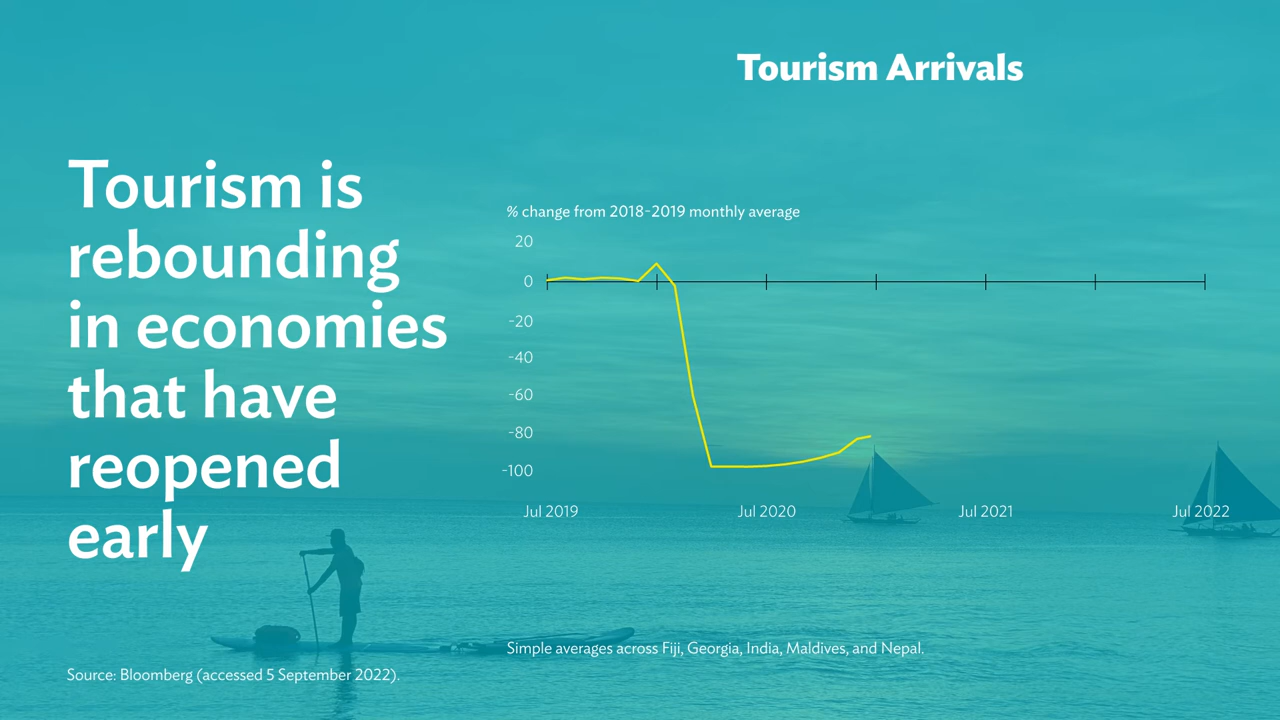 Tourism Arrivals
Tourism is
rebounding
in economies
that have
reopened
early
% change from 2018-2019 monthly average
20
0
-20
-40
-60
-80
-100
Jul 2019
Jul 2020
Jul 2021
Jul 2022
Simple averages across Fiji, Georgia, India, Maldives, and Nepal.
Source: Bloomberg (accessed 5 September 2022).